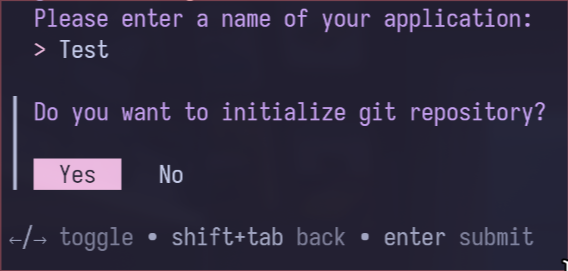 Please enter a name of your application:
> Test
Do you want to initialize git repository?
Yes No
←/→ toggle • shift+tab back • enter submit